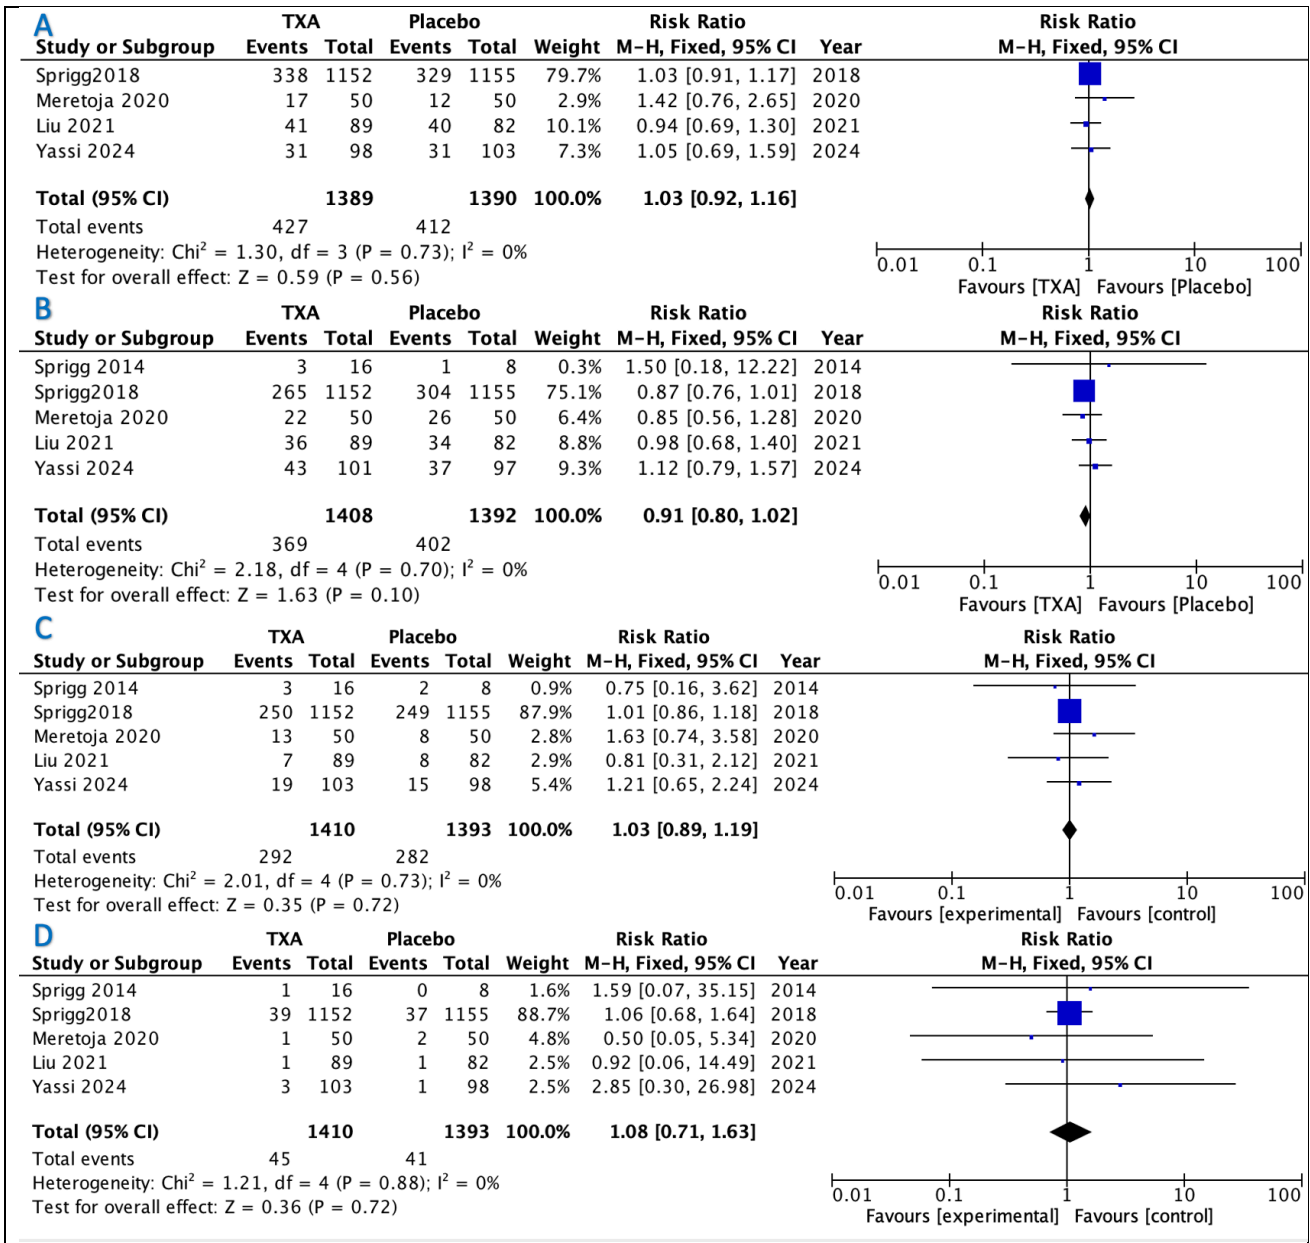 A
TXA Placebo Risk Ratio Risk Ratio
Study or Subgroup Events Total Events Total Weight M-H, Fixed, 95% CI Year M-H, Fixed, 95% CI
Sprigg2018 338 1152 329 1155 79.7% 1.03 [0.91, 1.17] 2018
Meretoja 2020 17 50 12 50 2.9% 1.42 [0.76, 2.65] 2020
Liu 2021 41 89 40 82 10.1% 0.94 [0.69, 1.30] 2021
Yassi 2024 31 98 31 103 7.3% 1.05 [0.69, 1.59] 2024
Total (95% CI) 1389 1390 100.0% 1.03 [0.92, 1.16]
Total events 427 412
Heterogeneity: Chi² = 1.30, df = 3 (P = 0.73); I² = 0%
Test for overall effect: Z = 0.59 (P = 0.56)
0.01 0.1 1 10 100
Favours [TXA] Favours [Placebo]
B
TXA Placebo Risk Ratio Risk Ratio
Study or Subgroup Events Total Events Total Weight M-H, Fixed, 95% CI Year M-H, Fixed, 95% CI
Sprigg 2014 3 16 1 8 0.3% 1.50 [0.18, 12.22] 2014
Sprigg2018 265 1152 304 1155 75.1% 0.87 [0.76, 1.01] 2018
Meretoja 2020 22 50 26 50 6.4% 0.85 [0.56, 1.28] 2020
Liu 2021 36 89 34 82 8.8% 0.98 [0.68, 1.40] 2021
Yassi 2024 43 101 37 97 9.3% 1.12 [0.79, 1.57] 2024
Total (95% CI) 1408 1392 100.0% 0.91 [0.80, 1.02]
Total events 369 402
Heterogeneity: Chi² = 2.18, df = 4 (P = 0.70); I² = 0%
Test for overall effect: Z = 1.63 (P = 0.10)
0.01 0.1 1 10 100
Favours [TXA] Favours [Placebo]
C
TXA Placebo Risk Ratio Risk Ratio
Study or Subgroup Events Total Events Total Weight M-H, Fixed, 95% CI Year M-H, Fixed, 95% CI
Sprigg 2014 3 16 2 8 0.9% 0.75 [0.16, 3.62] 2014
Sprigg2018 250 1152 249 1155 87.9% 1.01 [0.86, 1.18] 2018
Meretoja 2020 13 50 8 50 2.8% 1.63 [0.74, 3.58] 2020
Liu 2021 7 89 8 82 2.9% 0.81 [0.31, 2.12] 2021
Yassi 2024 19 103 15 98 5.4% 1.21 [0.65, 2.24] 2024
Total (95% CI) 1410 1393 100.0% 1.03 [0.89, 1.19]
Total events 292 282
Heterogeneity: Chi² = 2.01, df = 4 (P = 0.73); I² = 0%
Test for overall effect: Z = 0.35 (P = 0.72)
0.01 0.1 1 10 100
Favours [experimental] Favours [control]
D
TXA Placebo Risk Ratio Risk Ratio
Study or Subgroup Events Total Events Total Weight M-H, Fixed, 95% CI Year M-H, Fixed, 95% CI
Sprigg 2014 1 16 0 8 1.6% 1.59 [0.07, 35.15] 2014
Sprigg2018 39 1152 37 1155 88.7% 1.06 [0.68, 1.64] 2018
Meretoja 2020 1 50 2 50 4.8% 0.50 [0.05, 5.34] 2020
Liu 2021 1 89 1 82 2.5% 0.92 [0.06, 14.49] 2021
Yassi 2024 3 103 1 98 2.5% 2.85 [0.30, 26.98] 2024
Total (95% CI) 1410 1393 100.0% 1.08 [0.71, 1.63]
Total events 45 41
Heterogeneity: Chi² = 1.21, df = 4 (P = 0.88); I² = 0%
Test for overall effect: Z = 0.36 (P = 0.72)
0.01 0.1 1 10 100
Favours [experimental] Favours [control]